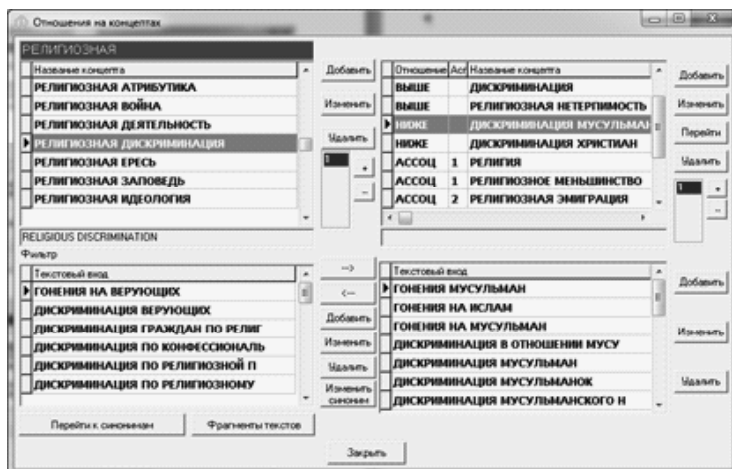 Отношения на концептах
РЕЛИГИОЗНАЯ
Название концепта
РЕЛИГИОЗНАЯ АТРИБУТИКА
РЕЛИГИОЗНАЯ ВОЙНА
РЕЛИГИОЗНАЯ ДЕЯТЕЛЬНОСТЬ
РЕЛИГИОЗНАЯ ДИСКРИМИНАЦИЯ
РЕЛИГИОЗНАЯ ЕРЕСЬ
РЕЛИГИОЗНАЯ ЗАПОВЕДЬ
РЕЛИГИОЗНАЯ ИДЕОЛОГИЯ
RELIGIOUS DISCRIMINATION
Добавить
Изменить
Удалить
1
+
-
Отношение Асг Название концепта
ВЫШЕ ДИСКРИМИНАЦИЯ
ВЫШЕ РЕЛИГИОЗНАЯ НЕТЕРПИМОСТЬ
НИЖЕ ДИСКРИМИНАЦИЯ МУСУЛЬМАН
НИЖЕ ДИСКРИМИНАЦИЯ ХРИСТИАН
АССОЦ 1 РЕЛИГИЯ
АССОЦ 1 РЕЛИГИОЗНОЕ МЕНЬШИНСТВО
АССОЦ 2 РЕЛИГИОЗНАЯ ЭМИГРАЦИЯ
Добавить
Изменить
Перейти
Удалить
1
+
-
Фильтр
Текстовый вход
ГОНЕНИЯ НА ВЕРУЮЩИХ
ДИСКРИМИНАЦИЯ ВЕРУЮЩИХ
ДИСКРИМИНАЦИЯ ГРАЖДАН ПО РЕЛИГ
ДИСКРИМИНАЦИЯ ПО КОНФЕССИОНАЛЬ
ДИСКРИМИНАЦИЯ ПО РЕЛИГИОЗНОЙ П
ДИСКРИМИНАЦИЯ ПО РЕЛИГИОЗНОМУ
-->
<--
Добавить
Изменить
Удалить
Изменить
синоним
Текстовый вход
ГОНЕНИЯ МУСУЛЬМАН
ГОНЕНИЯ НА ИСЛАМ
ГОНЕНИЯ НА МУСУЛЬМАН
ДИСКРИМИНАЦИЯ В ОТНОШЕНИИ МУСУ
ДИСКРИМИНАЦИЯ МУСУЛЬМАН
ДИСКРИМИНАЦИЯ МУСУЛЬМАНОК
ДИСКРИМИНАЦИЯ МУСУЛЬМАНСКОГО Н
Добавить
Изменить
Удалить
Перейти к синонимам
Фрагменты текстов
Закрыть